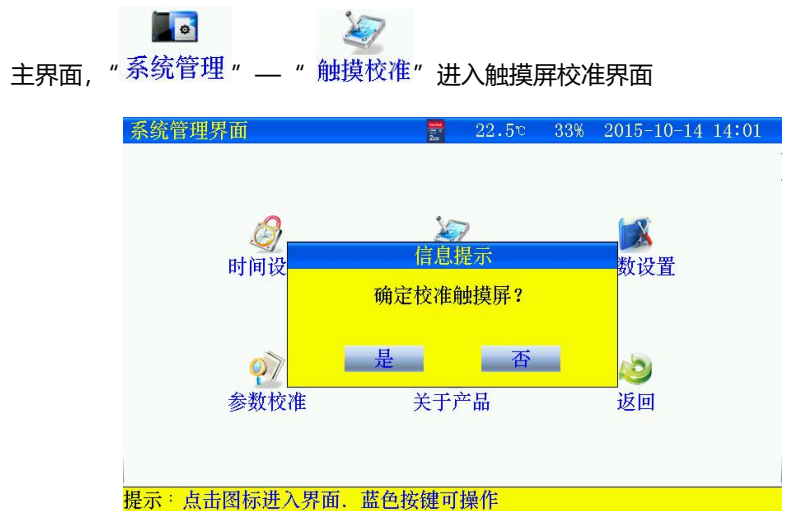 主界面，“系统管理”—“触摸校准”进入触摸屏校准界面
系统管理界面 22.5℃ 33% 2015-10-14 14:01
信息提示
时间设 数设置
确定校准触摸屏？
是 否
参数校准 关于产品 返回
提示：点击图标进入界面．蓝色按键可操作